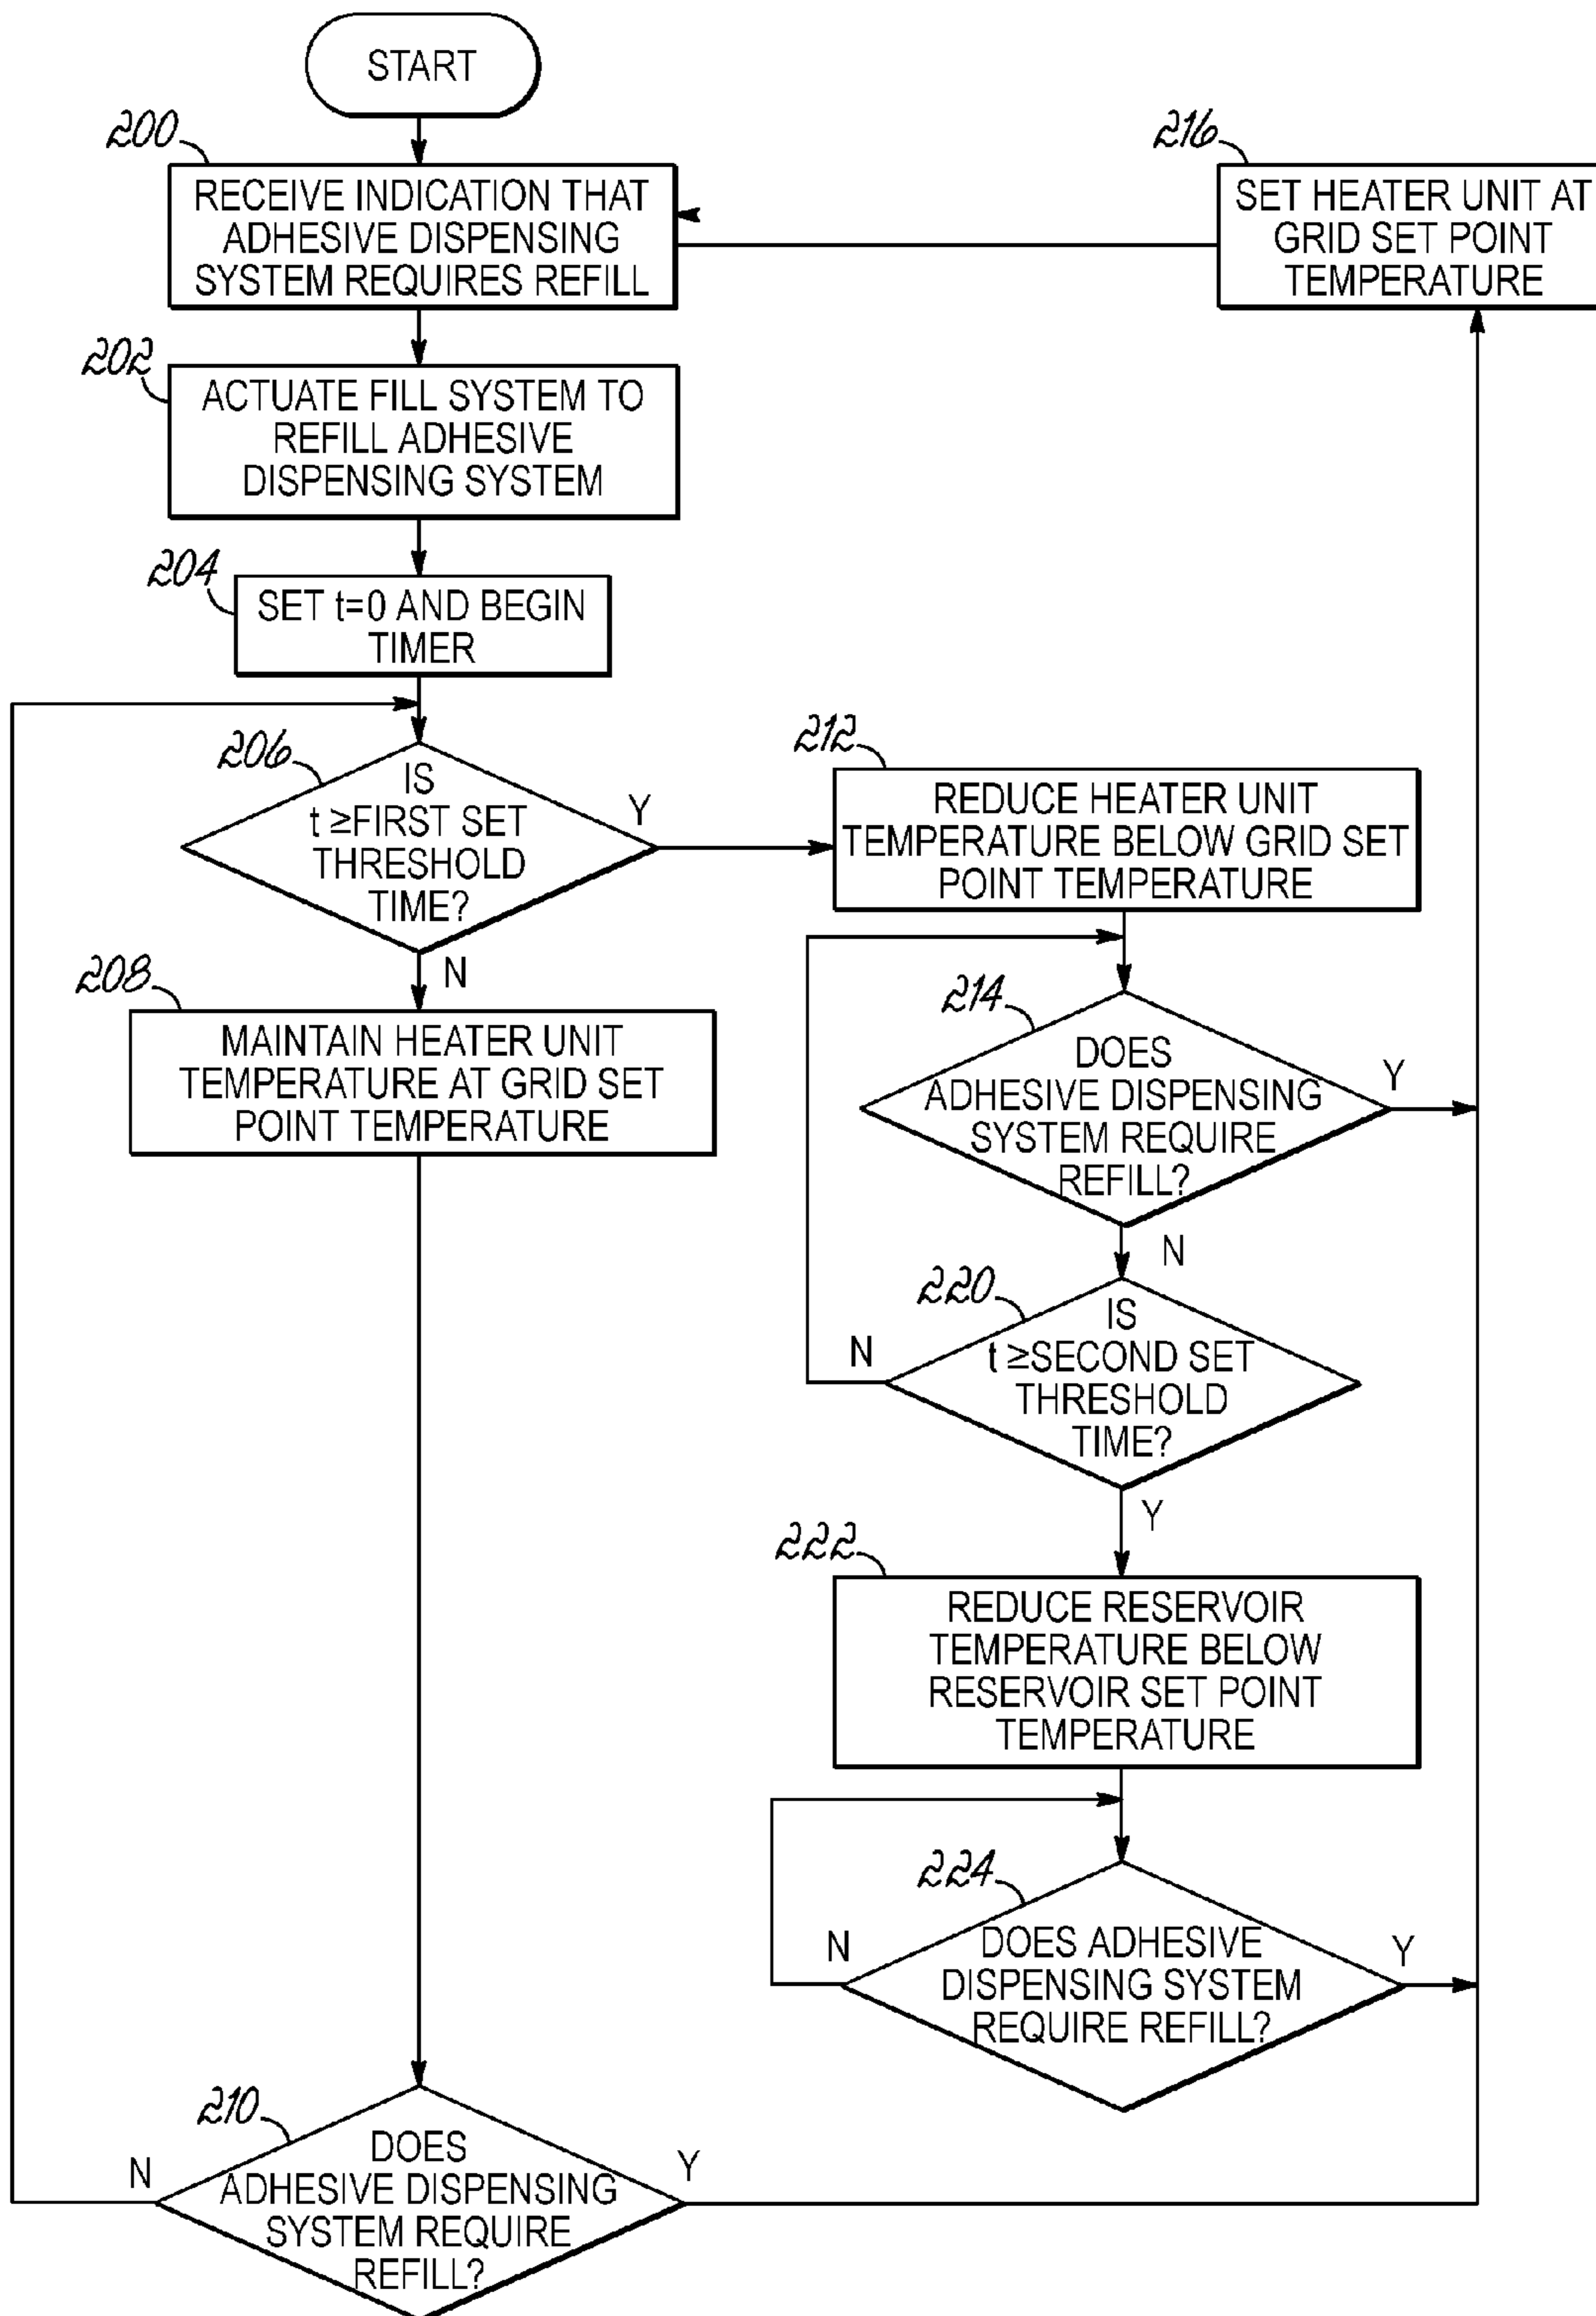 START
200
RECEIVE INDICATION THAT
ADHESIVE DISPENSING
SYSTEM REQUIRES REFILL
216
SET HEATER UNIT AT
GRID SET POINT
TEMPERATURE
202
ACTUATE FILL SYSTEM TO
REFILL ADHESIVE
DISPENSING SYSTEM
204
SET t=0 AND BEGIN
TIMER
206
IS
t ≥FIRST SET
THRESHOLD
TIME?
Y
N
212
REDUCE HEATER UNIT
TEMPERATURE BELOW GRID SET
POINT TEMPERATURE
208
MAINTAIN HEATER UNIT
TEMPERATURE AT GRID SET
POINT TEMPERATURE
214
DOES
ADHESIVE DISPENSING
SYSTEM REQUIRE
REFILL?
Y
N
220
IS
t ≥SECOND SET
THRESHOLD
TIME?
N
Y
222
REDUCE RESERVOIR
TEMPERATURE BELOW
RESERVOIR SET POINT
TEMPERATURE
224
DOES ADHESIVE
DISPENSING SYSTEM
REQUIRE REFILL?
N
Y
210
DOES
ADHESIVE DISPENSING
SYSTEM REQUIRE
REFILL?
N
Y